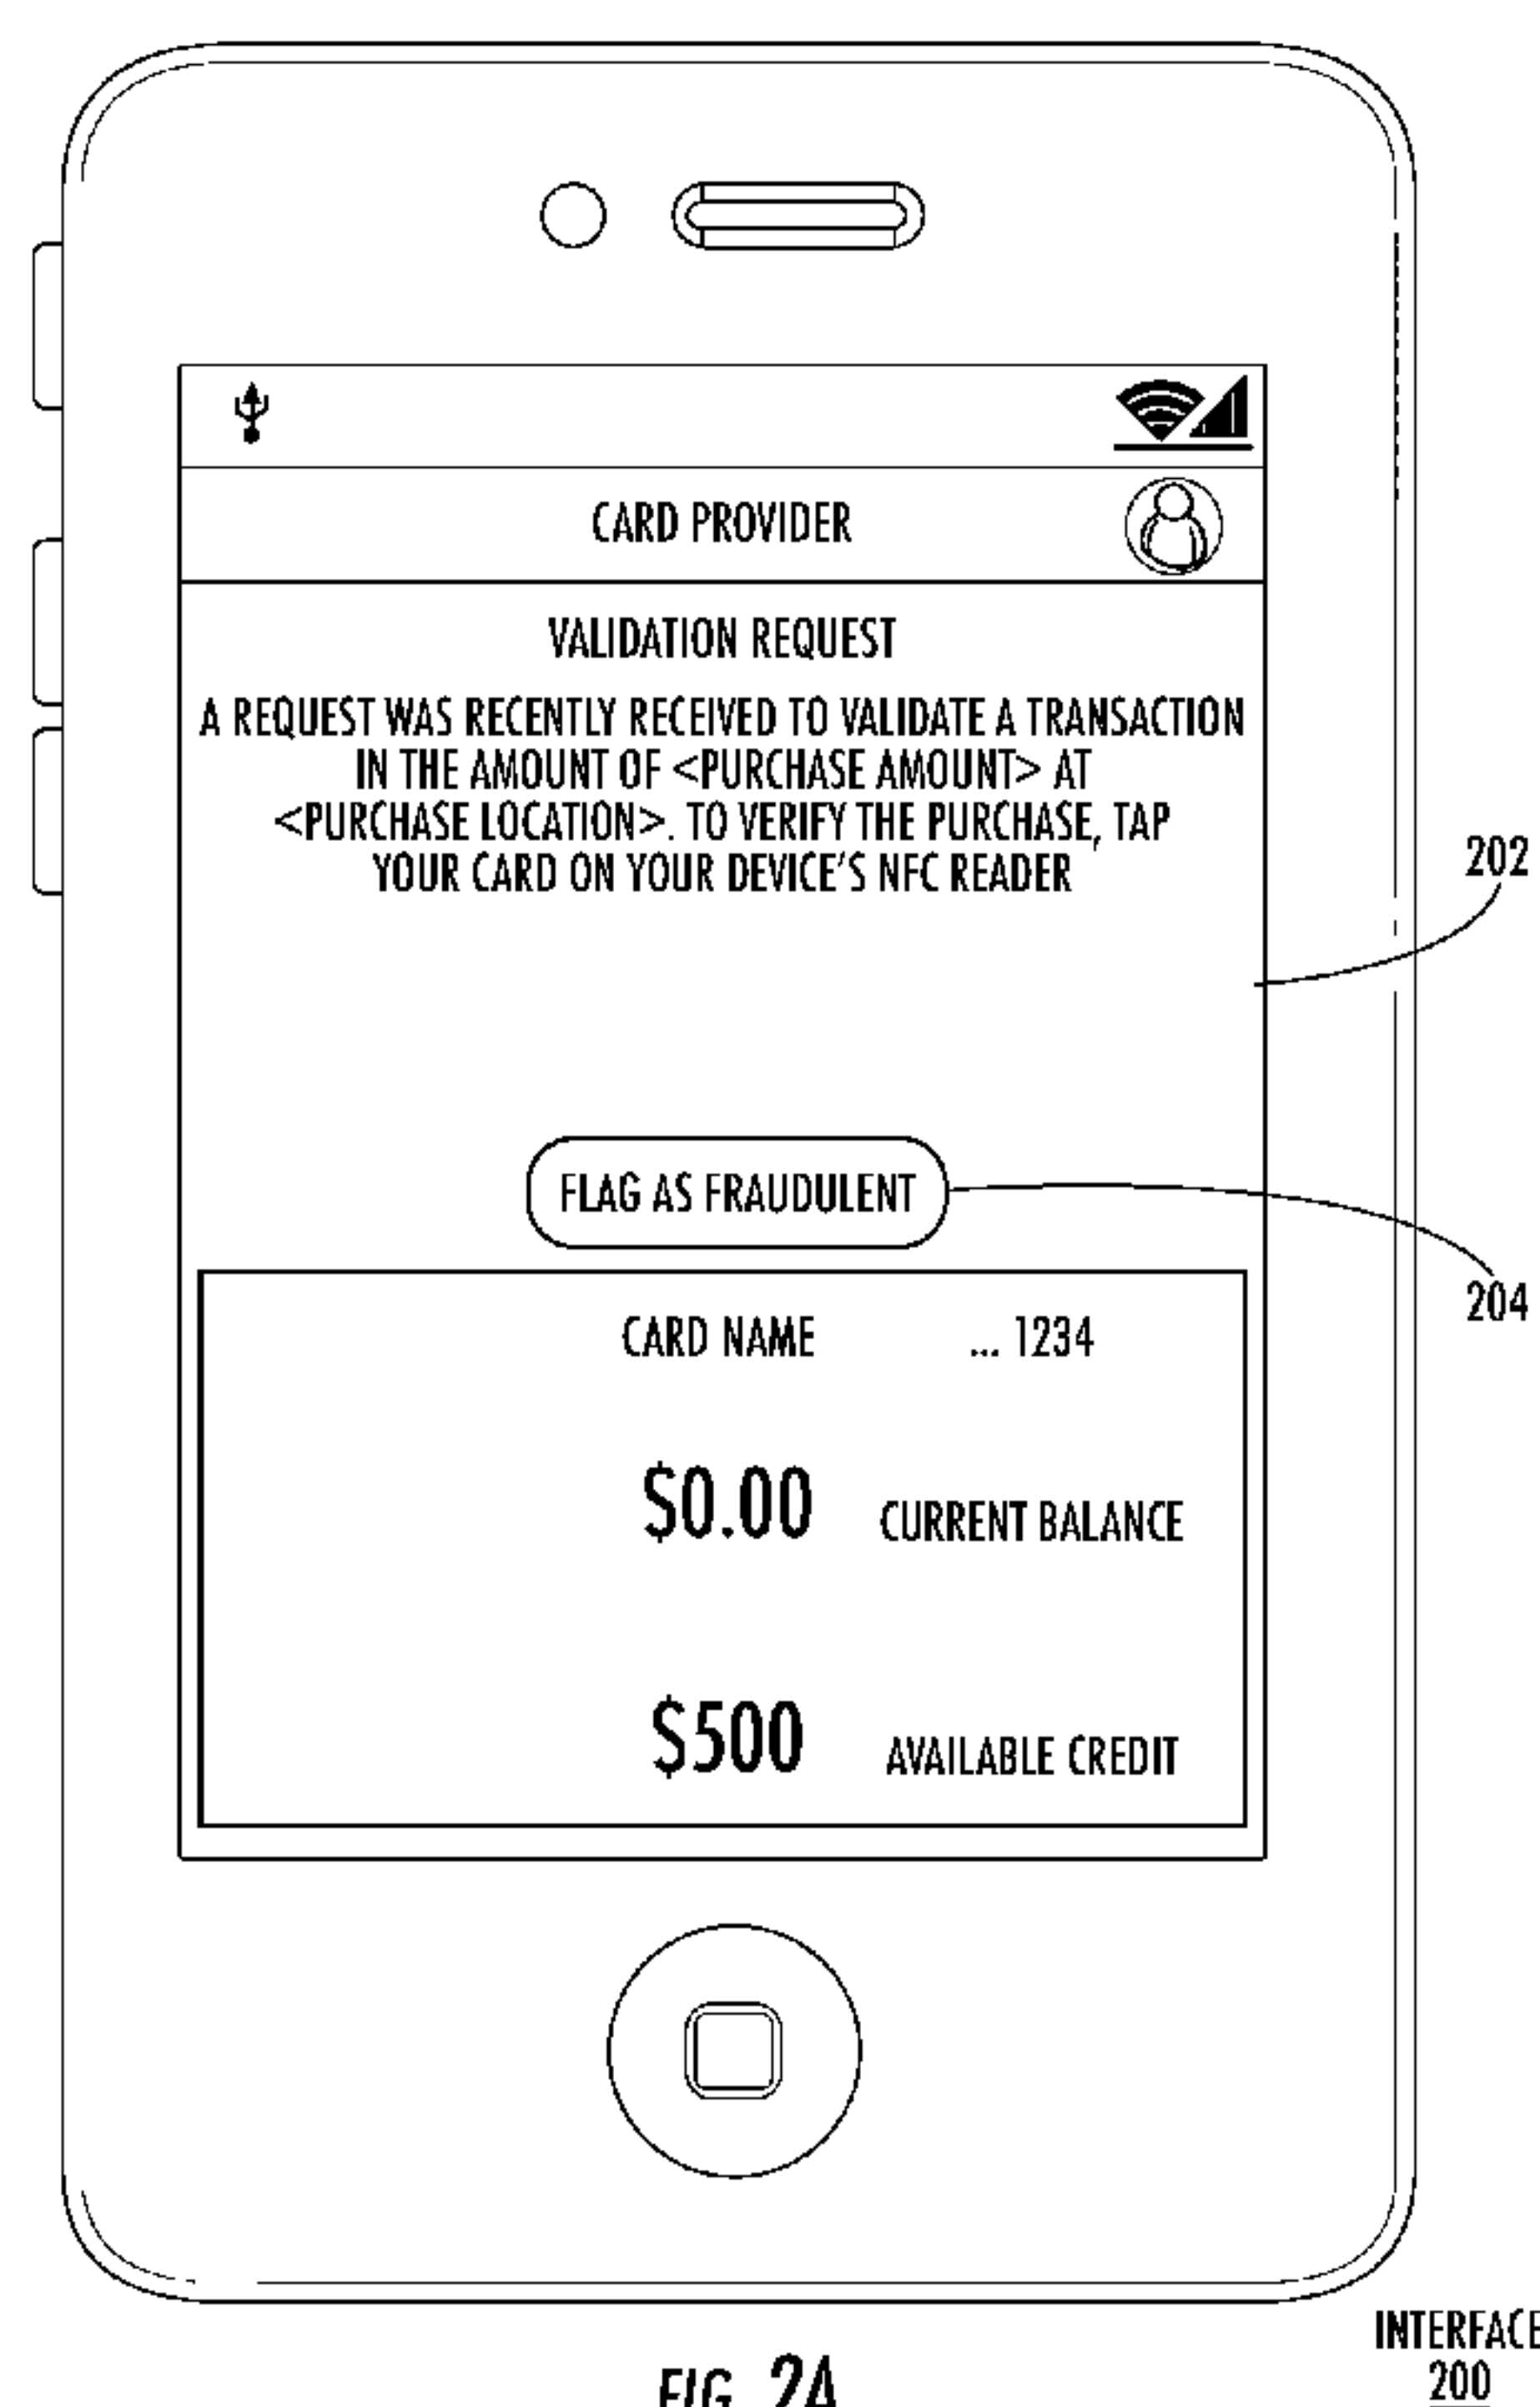 CARD PROVIDER
VALIDATION REQUEST
A REQUEST WAS RECENTLY RECEIVED TO VALIDATE A TRANSACTION
IN THE AMOUNT OF <PURCHASE AMOUNT> AT
<PURCHASE LOCATION>. TO VERIFY THE PURCHASE, TAP
YOUR CARD ON YOUR DEVICE'S NFC READER
202
FLAG AS FRAUDULENT
204
CARD NAME ... 1234
$0.00 CURRENT BALANCE
$500 AVAILABLE CREDIT
INTERFACE
200
FIG. 2A